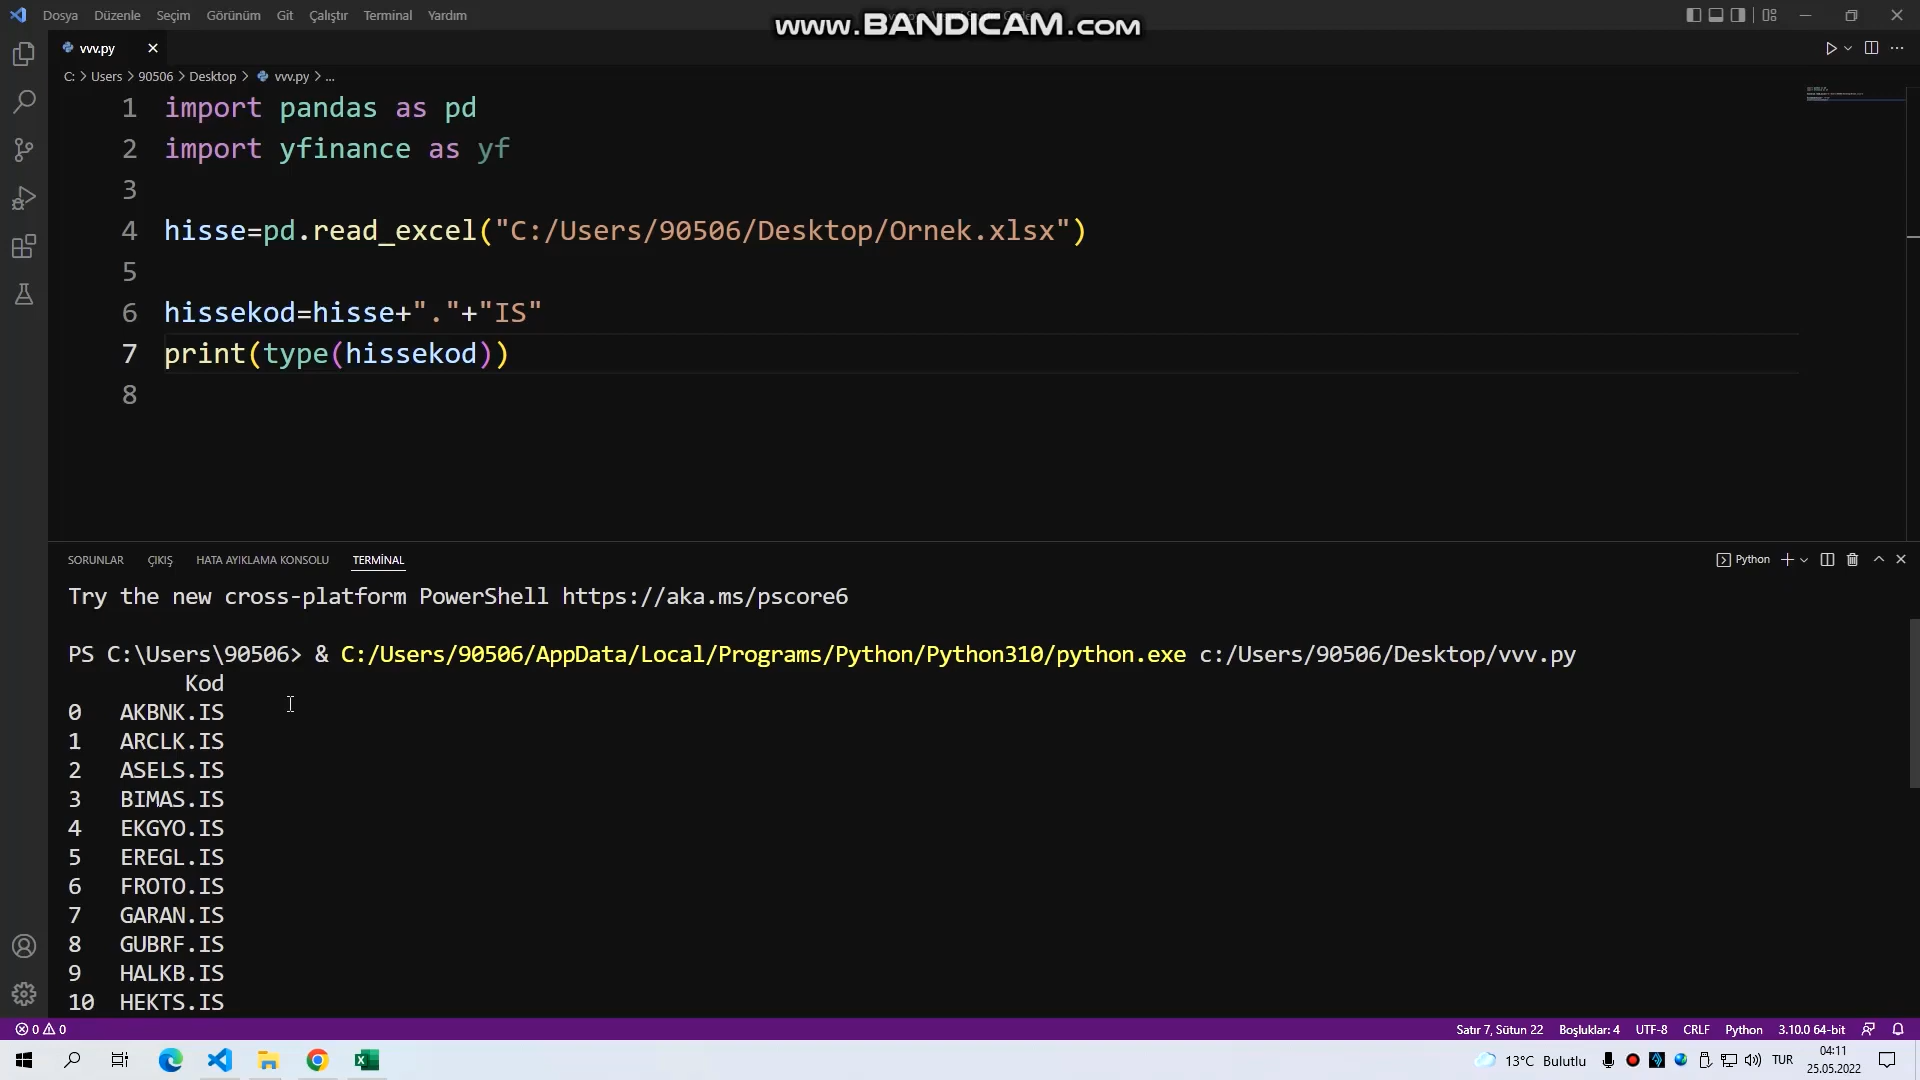 Dosya Düzenle Seçim Görünüm Git Çalıştır Terminal Yardım
www.BANDICAM.com
vvv.py
C: > Users > 90506 > Desktop > vvv.py > ...
1 import pandas as pd
2 import yfinance as yf
3
4 hisse=pd.read_excel("C:/Users/90506/Desktop/Ornek.xlsx")
5
6 hissekod=hisse+"."+"IS"
7 print(type(hissekod))
8
SORUNLAR ÇIKIŞ HATA AYIKLAMA KONSOLU TERMİNAL
Python
Try the new cross-platform PowerShell https://aka.ms/pscore6
PS C:\Users\90506> & C:/Users/90506/AppData/Local/Programs/Python/Python310/python.exe c:/Users/90506/Desktop/vvv.py
Kod
0 AKBNK.IS
1 ARCLK.IS
2 ASELS.IS
3 BIMAS.IS
4 EKGYO.IS
5 EREGL.IS
6 FROTO.IS
7 GARAN.IS
8 GUBRF.IS
9 HALKB.IS
10 HEKTS.IS
0 0
Satır 7, Sütun 22 Boşluklar: 4 UTF-8 CRLF Python 3.10.0 64-bit
13°C Bulutlu TUR 04:11
25.05.2022